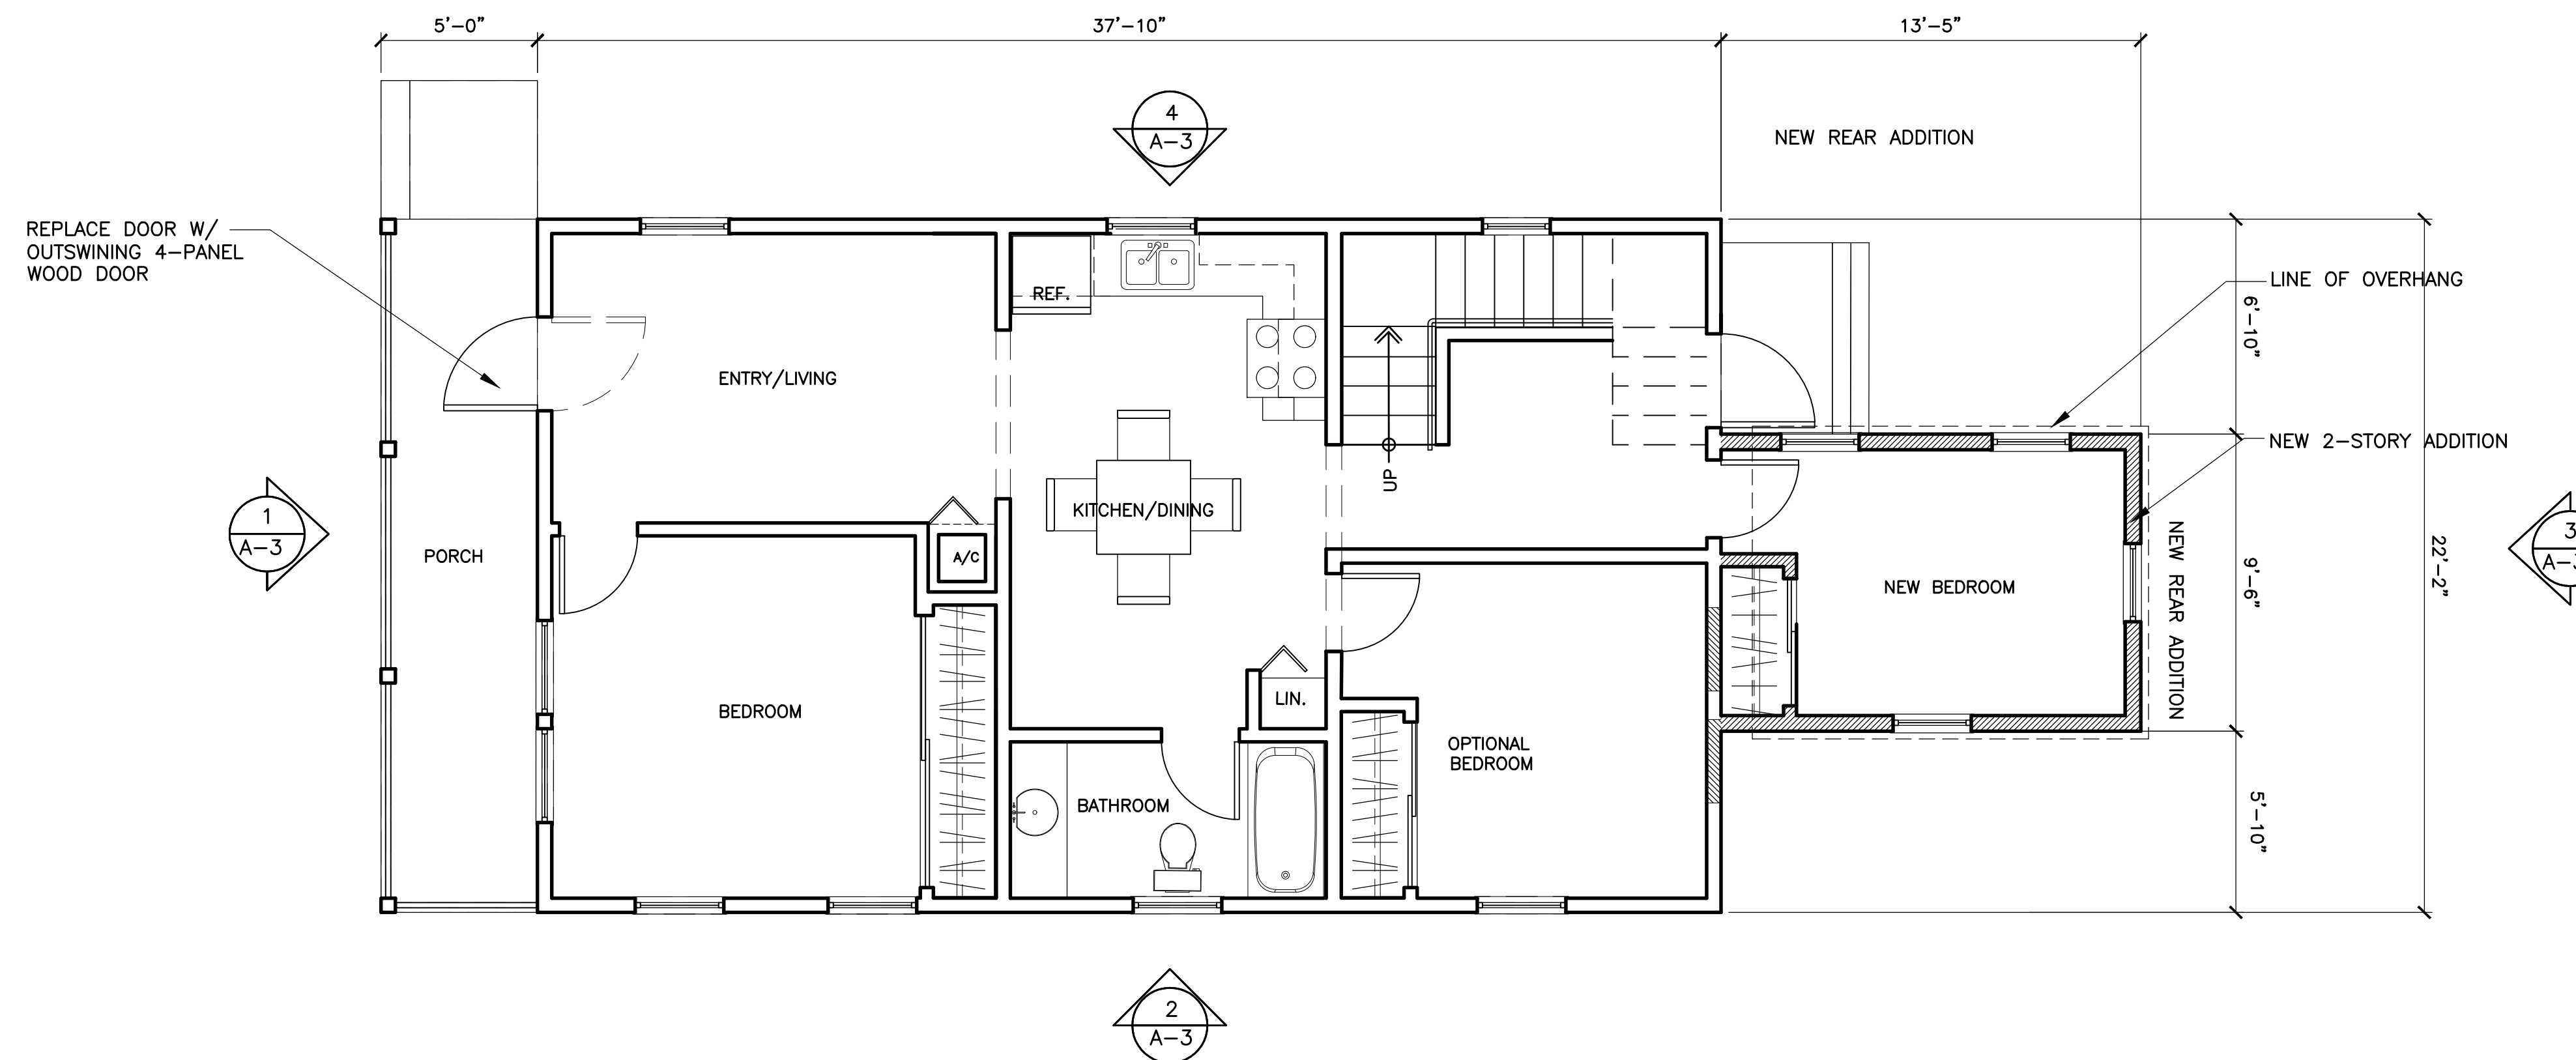 5'-0"
37'-10"
13'-5"
4
A-3
NEW REAR ADDITION
REPLACE DOOR W/
OUTSWINING 4-PANEL
WOOD DOOR
LINE OF OVERHANG
REF.
6'-10"
ENTRY/LIVING
NEW 2-STORY ADDITION
UP
KITCHEN/DINING
1
A-3
PORCH
A/C
3
A-3
NEW BEDROOM
9'-6"
22'-2"
NEW REAR ADDITION
LIN.
BEDROOM
OPTIONAL
BEDROOM
BATHROOM
5'-10"
2
A-3